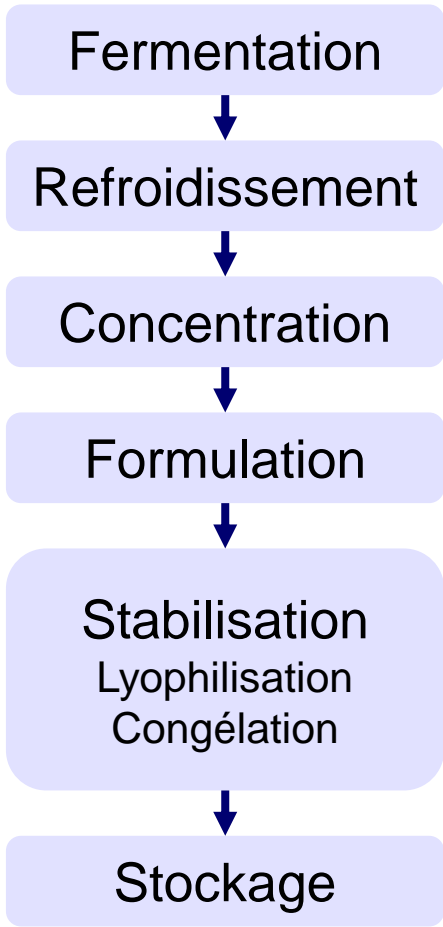 Fermentation
Refroidissement
Concentration
Formulation
Stabilisation
Lyophilisation
Congélation
Stockage